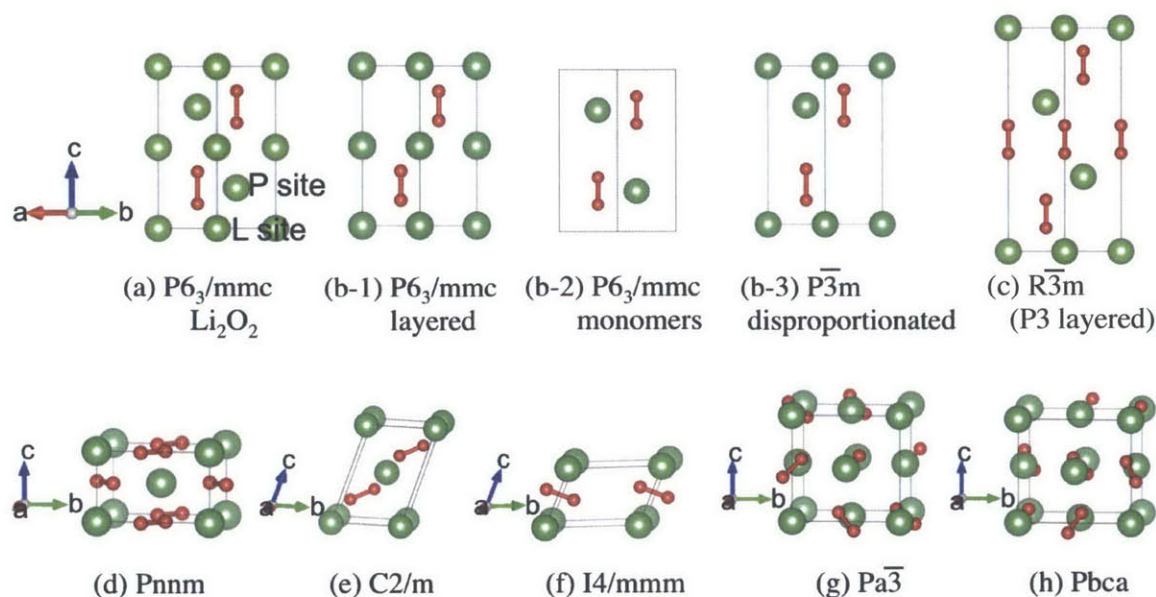 c
a
b
P site
L site
(a) P6₃/mmc
Li₂O₂
(b-1) P6₃/mmc
layered
(b-2) P6₃/mmc
monomers
(b-3) P3̅m
disproportionated
(c) R3̅m
(P3 layered)
c
a
b
(d) Pnnm
c
a
b
(e) C2/m
c
a
b
(f) I4/mmm
c
a
b
(g) Pa3̅
c
a
b
(h) Pbca